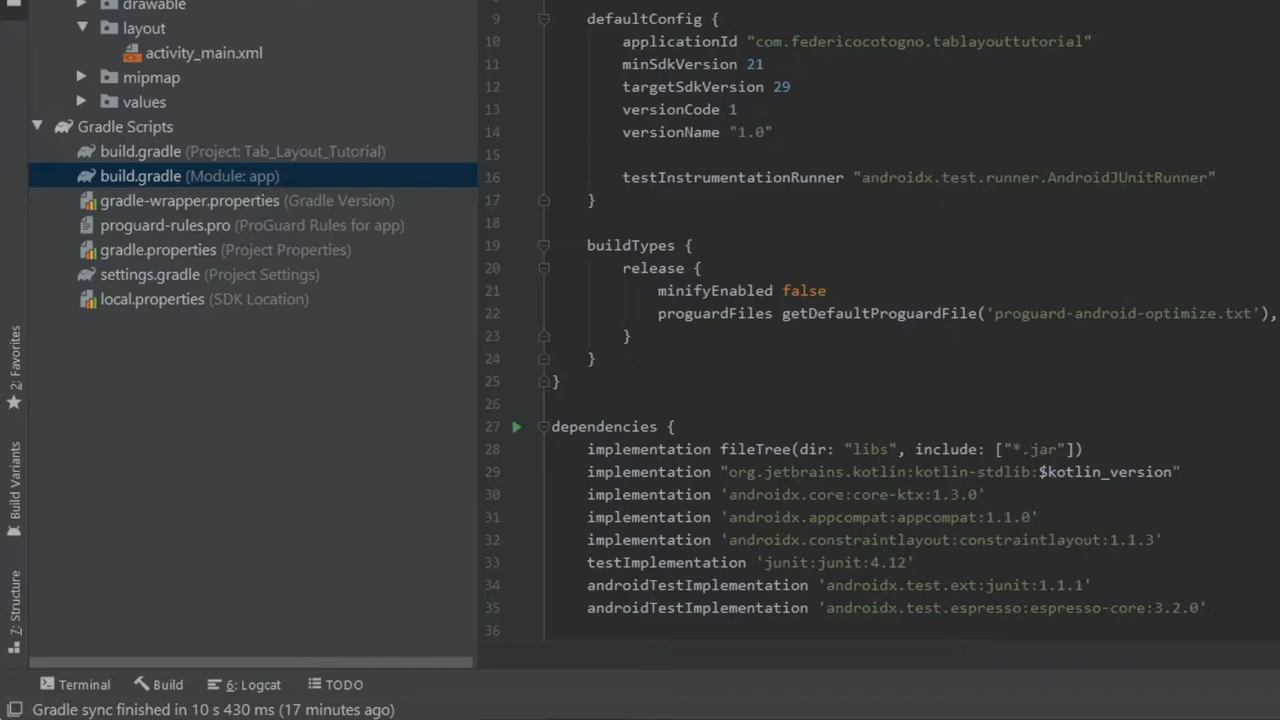 drawable
layout
activity_main.xml
mipmap
values
Gradle Scripts
build.gradle (Project: Tab_Layout_Tutorial)
build.gradle (Module: app)
gradle-wrapper.properties (Gradle Version)
proguard-rules.pro (ProGuard Rules for app)
gradle.properties (Project Properties)
settings.gradle (Project Settings)
local.properties (SDK Location)
2: Favorites
Build Variants
7: Structure
9 defaultConfig {
10 applicationId "com.federicocotogno.tablayouttutorial"
11 minSdkVersion 21
12 targetSdkVersion 29
13 versionCode 1
14 versionName "1.0"
15
16 testInstrumentationRunner "androidx.test.runner.AndroidJUnitRunner"
17 }
18
19 buildTypes {
20 release {
21 minifyEnabled false
22 proguardFiles getDefaultProguardFile('proguard-android-optimize.txt'),
23 }
24 }
25 }
26
27 dependencies {
28 implementation fileTree(dir: "libs", include: ["*.jar"])
29 implementation "org.jetbrains.kotlin:kotlin-stdlib:$kotlin_version"
30 implementation 'androidx.core:core-ktx:1.3.0'
31 implementation 'androidx.appcompat:appcompat:1.1.0'
32 implementation 'androidx.constraintlayout:constraintlayout:1.1.3'
33 testImplementation 'junit:junit:4.12'
34 androidTestImplementation 'androidx.test.ext:junit:1.1.1'
35 androidTestImplementation 'androidx.test.espresso:espresso-core:3.2.0'
36
Terminal Build 6: Logcat TODO
Gradle sync finished in 10 s 430 ms (17 minutes ago)